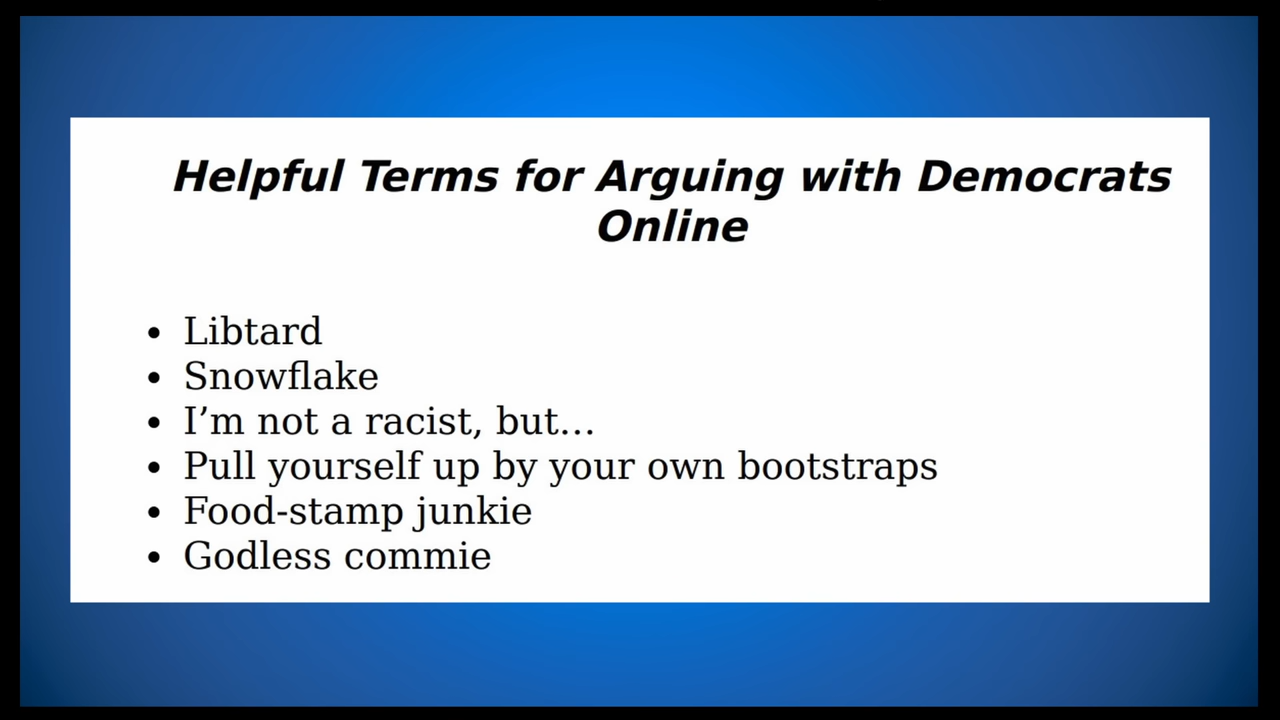 Helpful Terms for Arguing with Democrats
Online
• Libtard
• Snowflake
• I’m not a racist, but…
• Pull yourself up by your own bootstraps
• Food-stamp junkie
• Godless commie